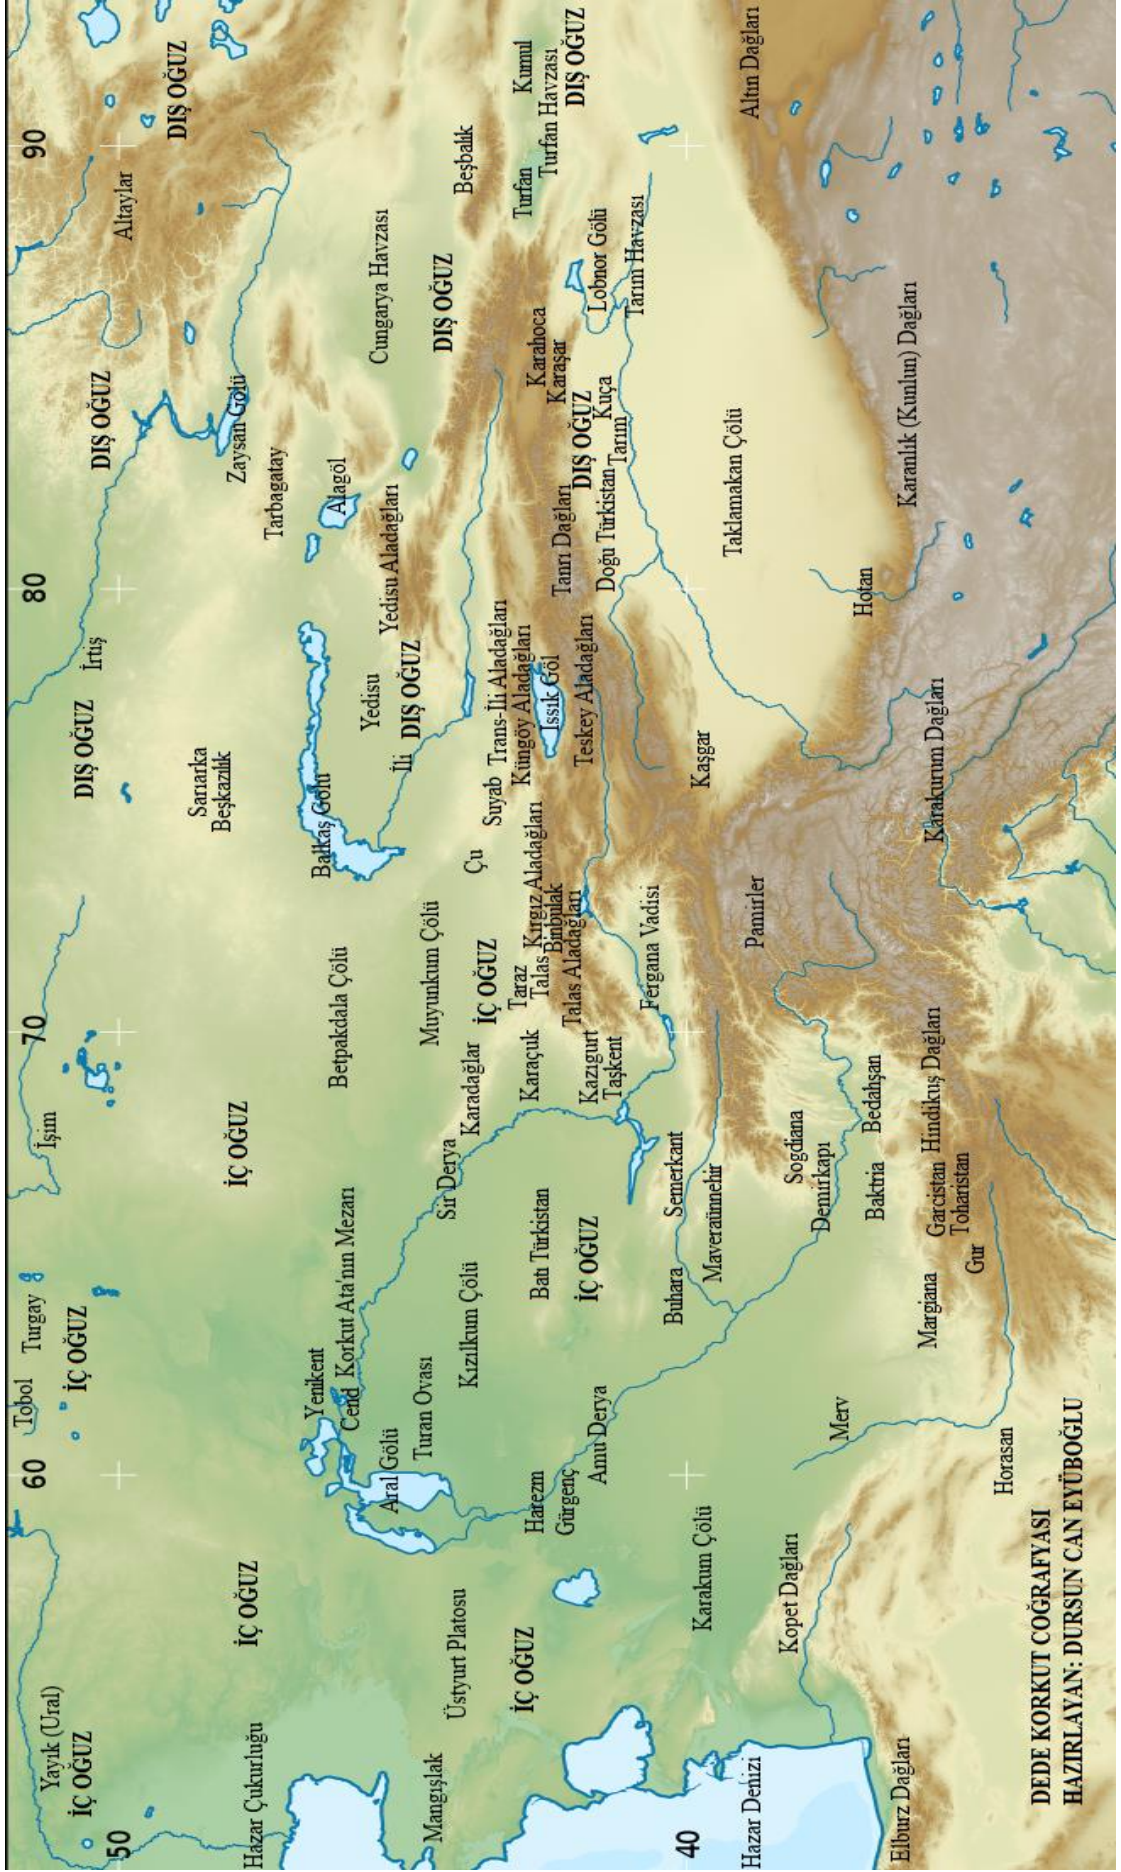 50
60
70
80
90
40
Yayık (Ural)
İÇ OĞUZ
Tobol
Turgay
İÇ OĞUZ
İşim
DIŞ OĞUZ
İrtiş
DIŞ OĞUZ
Altaylar
DIŞ OĞUZ
Hazar Çukurluğu
İÇ OĞUZ
İÇ OĞUZ
Sarıarka
Beşkazılık
Zaysan Gölü
Tarbagatay
Alagöl
Yenikent
Cend
Korkut Ata'nın Mezarı
Betpakdala Çölü
Balkaş Gölü
Yedisu
Yedisu Aladağları
DIŞ OĞUZ
İli
Cungarya Havzası
DIŞ OĞUZ
Beşbalık
Aral Gölü
Turan Ovası
Sır Derya
Muyunkum Çölü
Mangışlak
Üstyurt Platosu
Kızılkum Çölü
Karadağlar
İÇ OĞUZ
Çu
Suyab
Trans-İli Aladağları
Küngöy Aladağları
Issık Göl
Teskey Aladağları
Turfan
Kumul
Turfan Havzası
DIŞ OĞUZ
İÇ OĞUZ
Harezm
Gürgenç
Batı Türkistan
İÇ OĞUZ
Karaçuk
Taraz
Talas
Kırgız Aladağları
Binbulak
Talas Aladağları
Kazıgurt
Taşkent
Tanrı Dağları
Doğu Türkistan
DIŞ OĞUZ
Karahoca
Karaşar
Kuça
Tarım
Lobnor Gölü
Tarım Havzası
Amu Derya
Fergana Vadisi
Kaşgar
Taklamakan Çölü
Altın Dağları
Karakum Çölü
Buhara
Semerkant
Maveraünnehir
Pamirler
Hazar Denizi
Kopet Dağları
Merv
Sogdiana
Demirkapı
Baktria
Bedahşan
Hotan
Karanlık (Kunlun) Dağları
Elburz Dağları
Margiana
Garcistan
Toharistan
Gur
Hindikuş Dağları
Karakurum Dağları
Horasan
DEDE KORKUT COĞRAFYASI
HAZIRLAYAN: DURSUN CAN EYÜBOĞLU